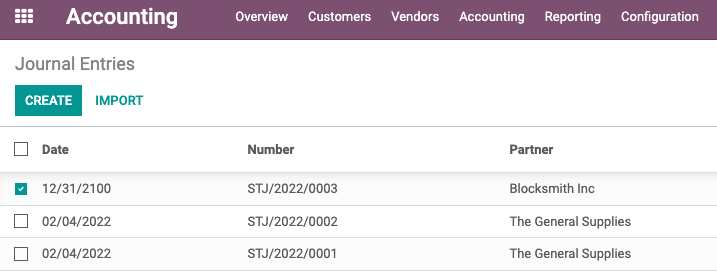 Accounting Overview Customers Vendors Accounting Reporting Configuration
Journal Entries
CREATE IMPORT
Date Number Partner
12/31/2100 STJ/2022/0003 Blocksmith Inc
02/04/2022 STJ/2022/0002 The General Supplies
02/04/2022 STJ/2022/0001 The General Supplies